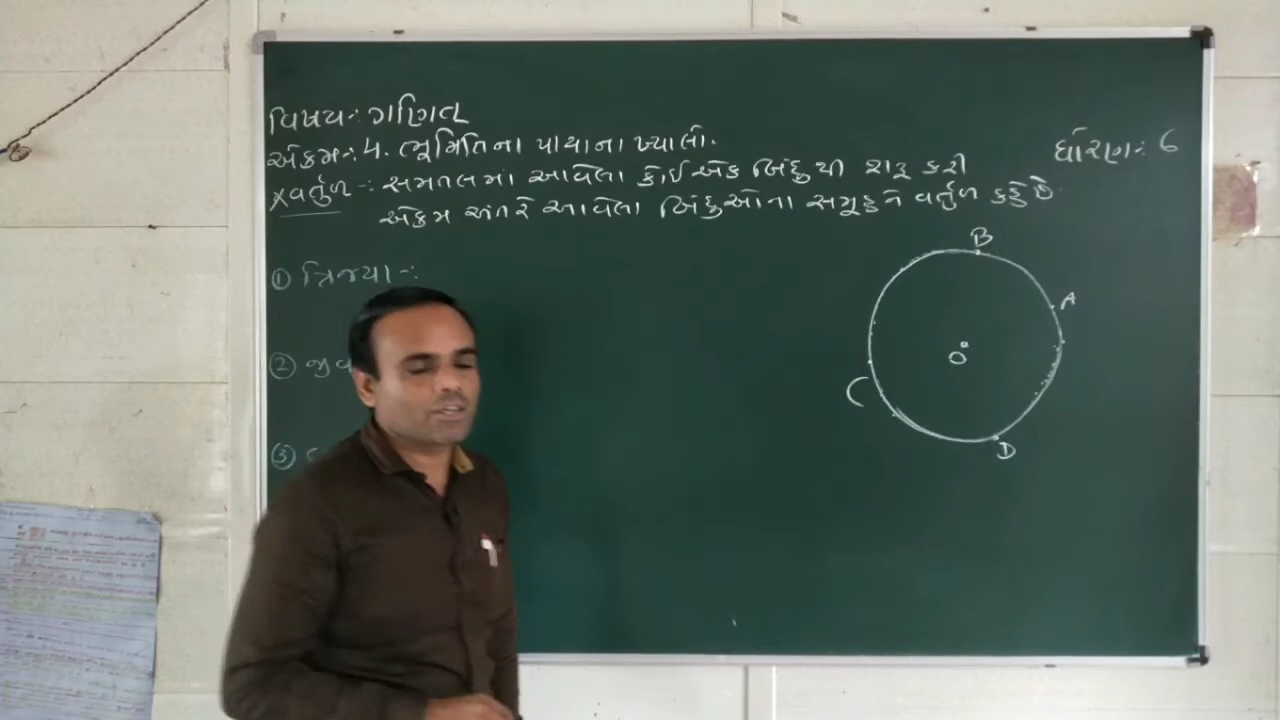 વિષય:- ગણિત
એકમ:- 4. ભૂમિતિના પાયાના ખ્યાલો.
ધોરણ: 6
* વર્તુળ -: સમતલમાં આવેલા કોઈ એક બિંદુથી શરૂ કરી
એકમ અંતરે આવેલા બિંદુઓના સમૂહને વર્તુળ કહે છે.
B
① ત્રિજ્યા -:
A
O
② જીવ
C
③
D